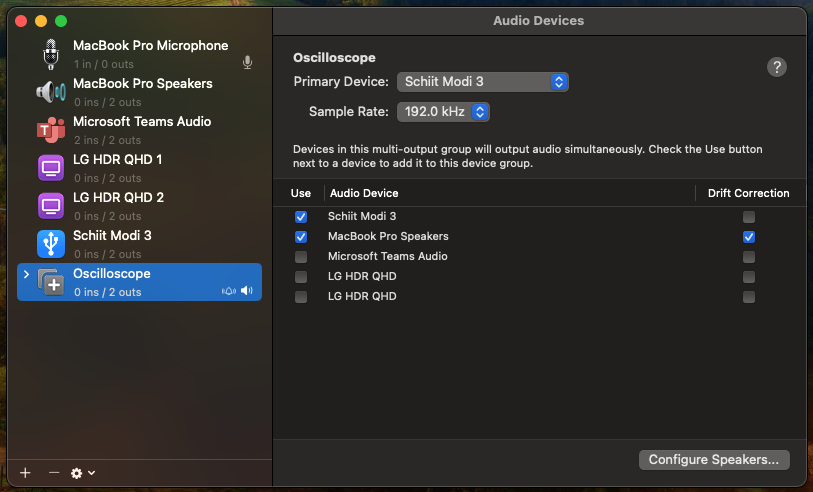 Audio Devices
MacBook Pro Microphone
1 in / 0 outs
MacBook Pro Speakers
0 ins / 2 outs
Microsoft Teams Audio
2 ins / 2 outs
LG HDR QHD 1
0 ins / 2 outs
LG HDR QHD 2
0 ins / 2 outs
Schiit Modi 3
0 ins / 2 outs
Oscilloscope
0 ins / 2 outs
Oscilloscope
?
Primary Device: Schiit Modi 3
Sample Rate: 192.0 kHz
Devices in this multi-output group will output audio simultaneously. Check the Use button
next to a device to add it to this device group.
Use Audio Device Drift Correction
Schiit Modi 3
MacBook Pro Speakers
Microsoft Teams Audio
LG HDR QHD
LG HDR QHD
Configure Speakers...